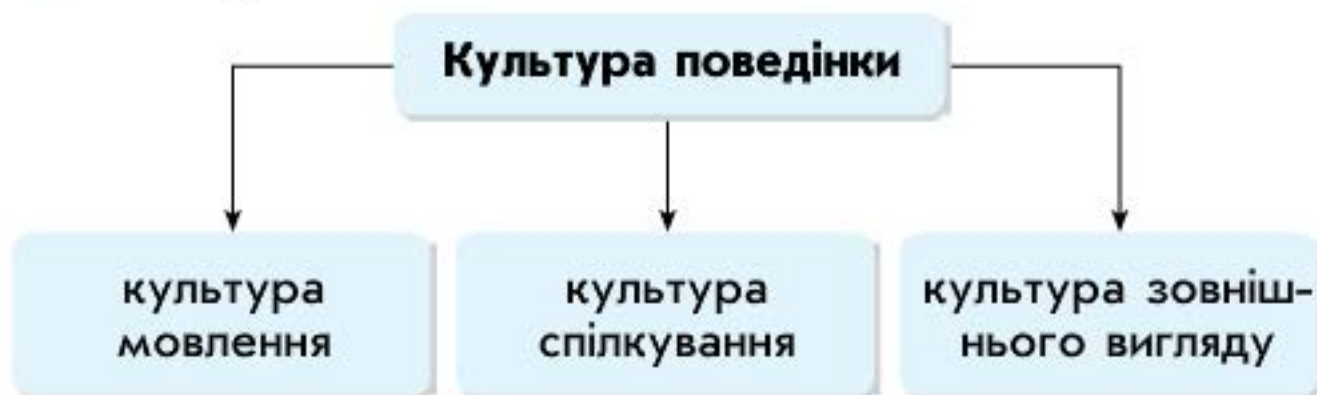 Культура поведінки
культура
мовлення
культура
спілкування
культура зовніш-
нього вигляду